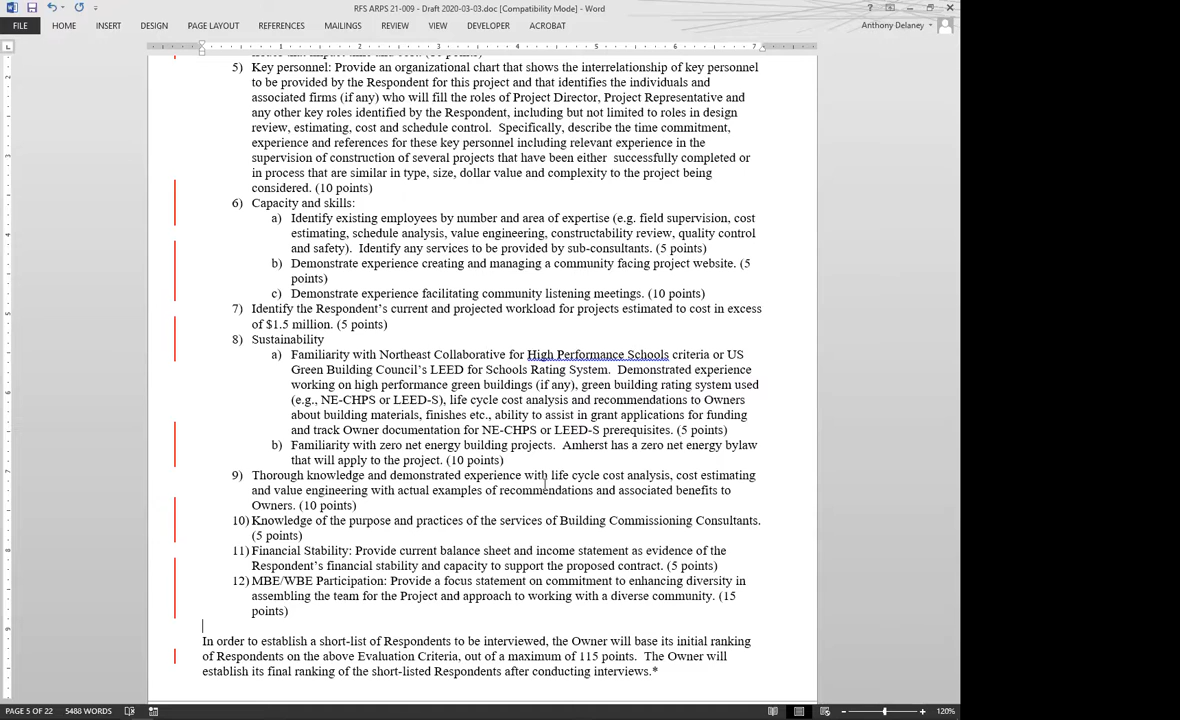 RFS ARPS 21-009 - Draft 2020-03-03.doc [Compatibility Mode] - Word
FILE HOME INSERT DESIGN PAGE LAYOUT REFERENCES MAILINGS REVIEW VIEW DEVELOPER ACROBAT Anthony Delaney
1 2 3 4 5 6 7
5) Key personnel: Provide an organizational chart that shows the interrelationship of key personnel
to be provided by the Respondent for this project and that identifies the individuals and
associated firms (if any) who will fill the roles of Project Director, Project Representative and
any other key roles identified by the Respondent, including but not limited to roles in design
review, estimating, cost and schedule control. Specifically, describe the time commitment,
experience and references for these key personnel including relevant experience in the
supervision of construction of several projects that have been either successfully completed or
in process that are similar in type, size, dollar value and complexity to the project being
considered. (10 points)
6) Capacity and skills:
a) Identify existing employees by number and area of expertise (e.g. field supervision, cost
estimating, schedule analysis, value engineering, constructability review, quality control
and safety). Identify any services to be provided by sub-consultants. (5 points)
b) Demonstrate experience creating and managing a community facing project website. (5
points)
c) Demonstrate experience facilitating community listening meetings. (10 points)
7) Identify the Respondent's current and projected workload for projects estimated to cost in excess
of $1.5 million. (5 points)
8) Sustainability
a) Familiarity with Northeast Collaborative for High Performance Schools criteria or US
Green Building Council's LEED for Schools Rating System. Demonstrated experience
working on high performance green buildings (if any), green building rating system used
(e.g., NE-CHPS or LEED-S), life cycle cost analysis and recommendations to Owners
about building materials, finishes etc., ability to assist in grant applications for funding
and track Owner documentation for NE-CHPS or LEED-S prerequisites. (5 points)
b) Familiarity with zero net energy building projects. Amherst has a zero net energy bylaw
that will apply to the project. (10 points)
9) Thorough knowledge and demonstrated experience with life cycle cost analysis, cost estimating
and value engineering with actual examples of recommendations and associated benefits to
Owners. (10 points)
10) Knowledge of the purpose and practices of the services of Building Commissioning Consultants.
(5 points)
11) Financial Stability: Provide current balance sheet and income statement as evidence of the
Respondent's financial stability and capacity to support the proposed contract. (5 points)
12) MBE/WBE Participation: Provide a focus statement on commitment to enhancing diversity in
assembling the team for the Project and approach to working with a diverse community. (15
points)
In order to establish a short-list of Respondents to be interviewed, the Owner will base its initial ranking
of Respondents on the above Evaluation Criteria, out of a maximum of 115 points. The Owner will
establish its final ranking of the short-listed Respondents after conducting interviews.*
PAGE 5 OF 22 5488 WORDS 120%